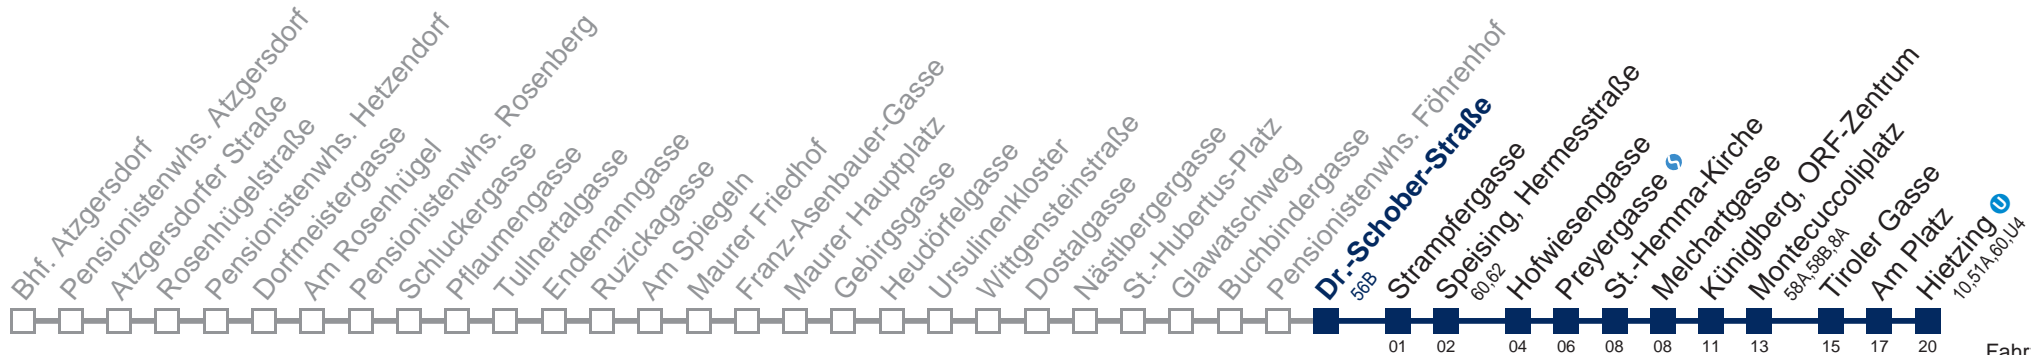 Bhf. Atzgersdorf
Pensionistenwhs. Atzgersdorf
Atzgersdorfer Straße
Rosenhügelstraße
Pensionistenwhs. Hetzendorf
Dorfmeistergasse
Am Rosenhügel
Pensionistenwhs. Rosenberg
Schluckergasse
Pflaumengasse
Tullnertalgasse
Endemanngasse
Ruzickagasse
Am Spiegeln
Maurer Friedhof
Franz-Asenbauer-Gasse
Maurer Hauptplatz
Gebirgsgasse
Heudörfelgasse
Ursulinenkloster
Wittgensteinstraße
Dostalgasse
Nästlbergergasse
St.-Hubertus-Platz
Glawatschweg
Buchbindergasse
Pensionistenwhs. Föhrenhof
Dr.-Schober-Straße
56B
Strampfergasse
Speising, Hermesstraße
60,62
Hofwiesengasse
Preyergasse S
St.-Hemma-Kirche
Melchartgasse
Küniglberg, ORF-Zentrum
Montecuccoliplatz
58A,58B,8A
Tiroler Gasse
Am Platz
Hietzing U
10,51A,60,U4
01 02 04 06 08 08 11 13 15 17 20
Fahr